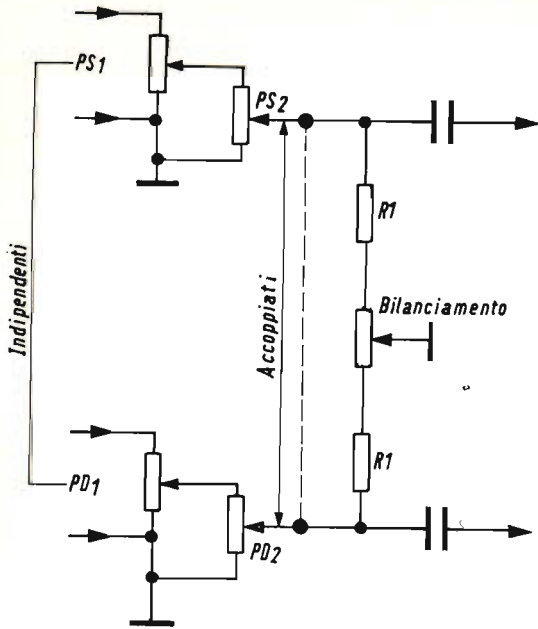 PS1
PS2
R1
Bilanciamento
Indipendenti
Accoppiati
R1
PD1
PD2